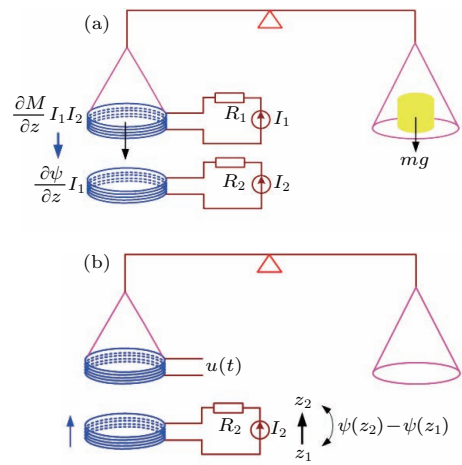 (a)
∂M/∂z I₁I₂
R₁ I₁
mg
∂ψ/∂z I₁
R₂ I₂
(b)
u(t)
R₂ I₂
z₂
ψ(z₂)−ψ(z₁)
z₁